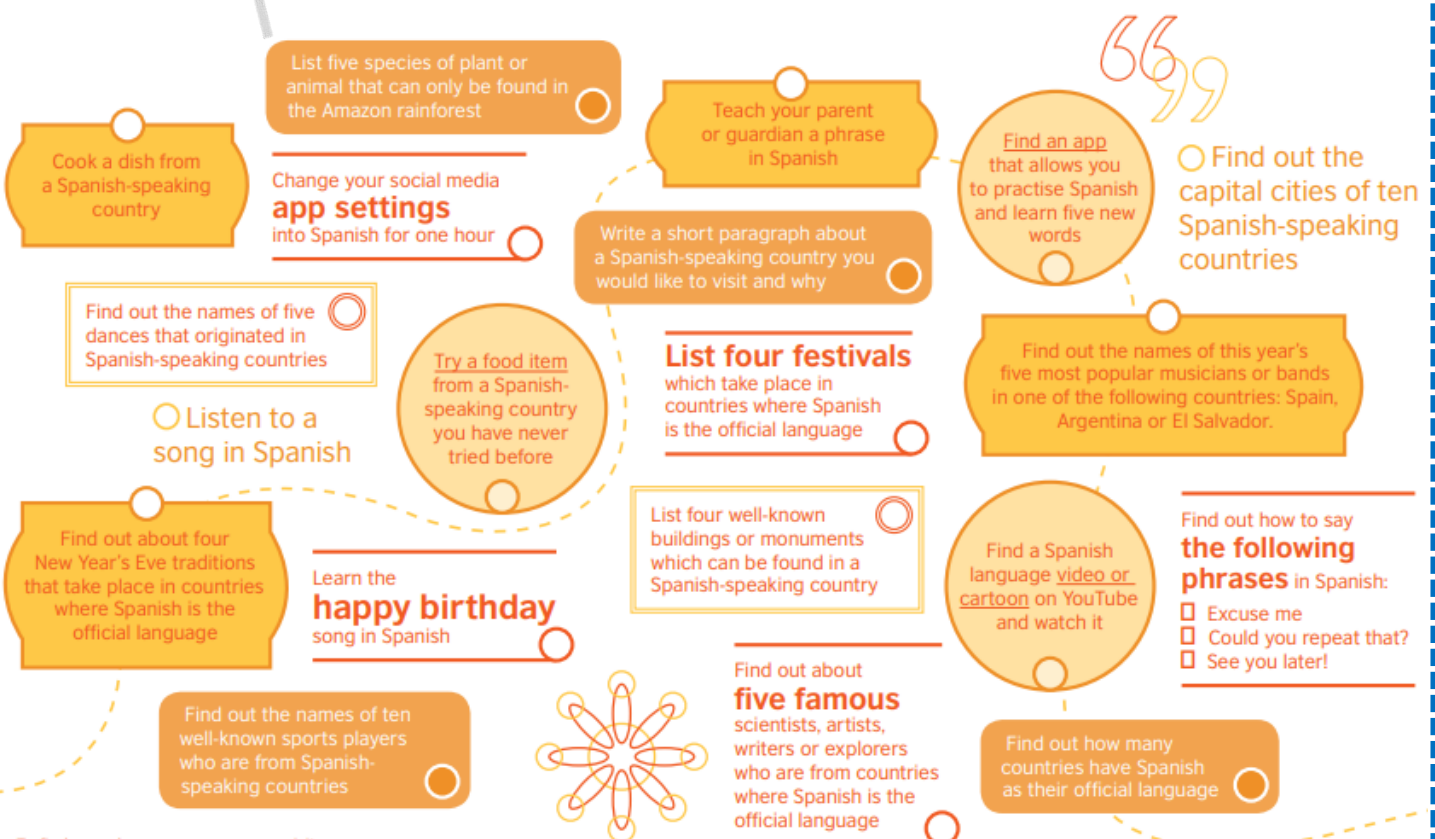 List five species of plant or
animal that can only be found in
the Amazon rainforest
Teach your parent
or guardian a phrase
in Spanish
Find an app
that allows you
to practise Spanish
and learn five new
words
Find out the
capital cities of ten
Spanish-speaking
countries
Cook a dish from
a Spanish-speaking
country
Change your social media
app settings
into Spanish for one hour
Write a short paragraph about
a Spanish-speaking country you
would like to visit and why
Find out the names of five
dances that originated in
Spanish-speaking countries
Try a food item
from a Spanish-
speaking country
you have never
tried before
List four festivals
which take place in
countries where Spanish
is the official language
Find out the names of this year's
five most popular musicians or bands
in one of the following countries: Spain,
Argentina or El Salvador.
Listen to a
song in Spanish
Find out about four
New Year's Eve traditions
that take place in countries
where Spanish is the
official language
Learn the
happy birthday
song in Spanish
List four well-known
buildings or monuments
which can be found in a
Spanish-speaking country
Find a Spanish
language video or
cartoon on YouTube
and watch it
Find out how to say
the following
phrases in Spanish:
Excuse me
Could you repeat that?
See you later!
Find out the names of ten
well-known sports players
who are from Spanish-
speaking countries
Find out about
five famous
scientists, artists,
writers or explorers
who are from countries
where Spanish is the
official language
Find out how many
countries have Spanish
as their official language